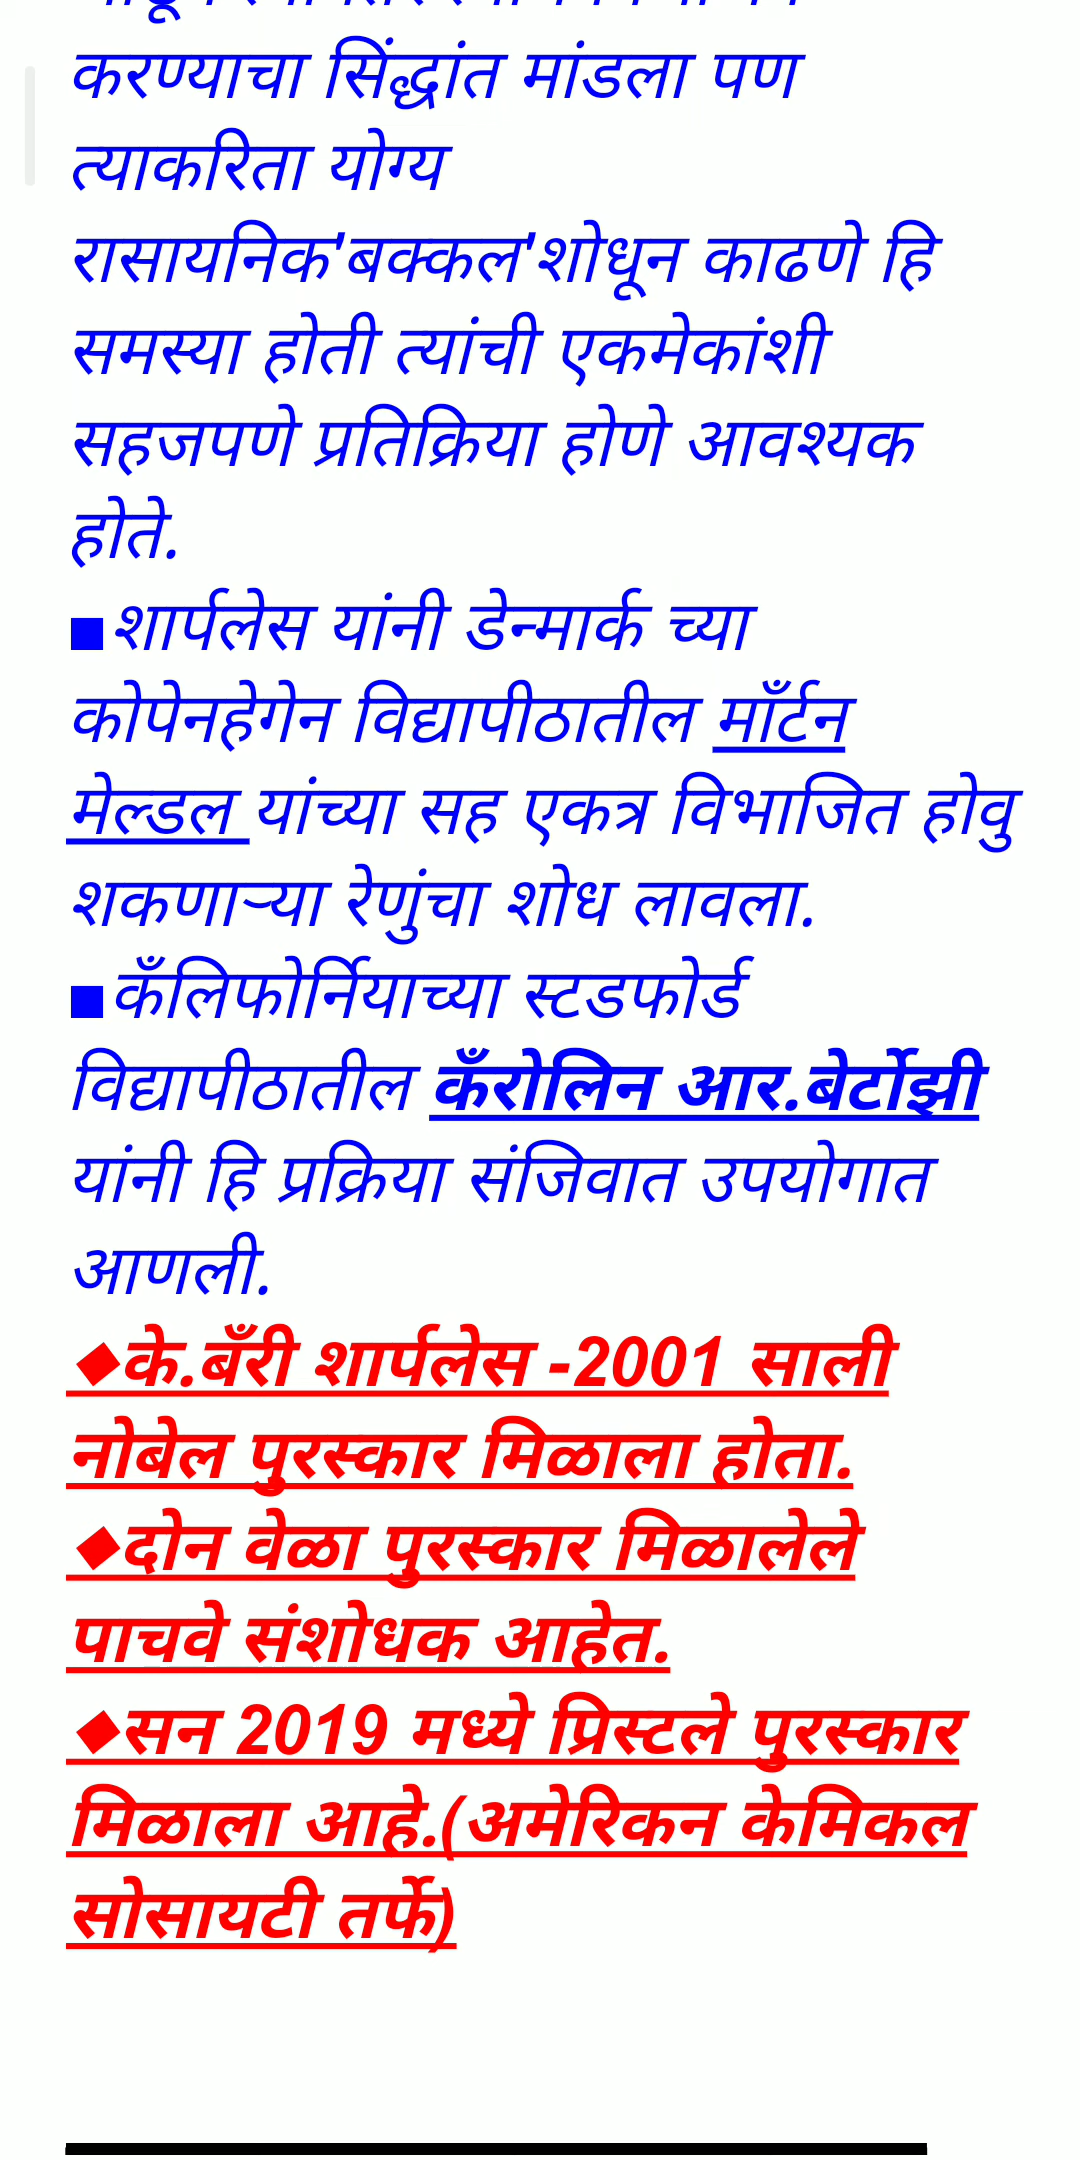 करण्याचा सिंद्धांत मांडला पण
त्याकरिता योग्य
रासायनिक'बक्कल'शोधून काढणे हि
समस्या होती त्यांची एकमेकांशी
सहजपणे प्रतिक्रिया होणे आवश्यक
होते.
■शार्पलेस यांनी डेन्मार्क च्या
कोपेनहेगेन विद्यापीठातील मॉंर्टन
मेल्डल यांच्या सह एकत्र विभाजित होवु
शकणाऱ्या रेणुंचा शोध लावला.
■कॅंलिफोर्नियाच्या स्टडफोर्ड
विद्यापीठातील कॅंरोलिन आर.बेर्टोझी
यांनी हि प्रक्रिया संजिवात उपयोगात
आणली.
◆के.बॅंरी शार्पलेस -2001 साली
नोबेल पुरस्कार मिळाला होता.
◆दोन वेळा पुरस्कार मिळालेले
पाचवे संशोधक आहेत.
◆सन 2019 मध्ये प्रिस्टले पुरस्कार
मिळाला आहे.(अमेरिकन केमिकल
सोसायटी तर्फे)